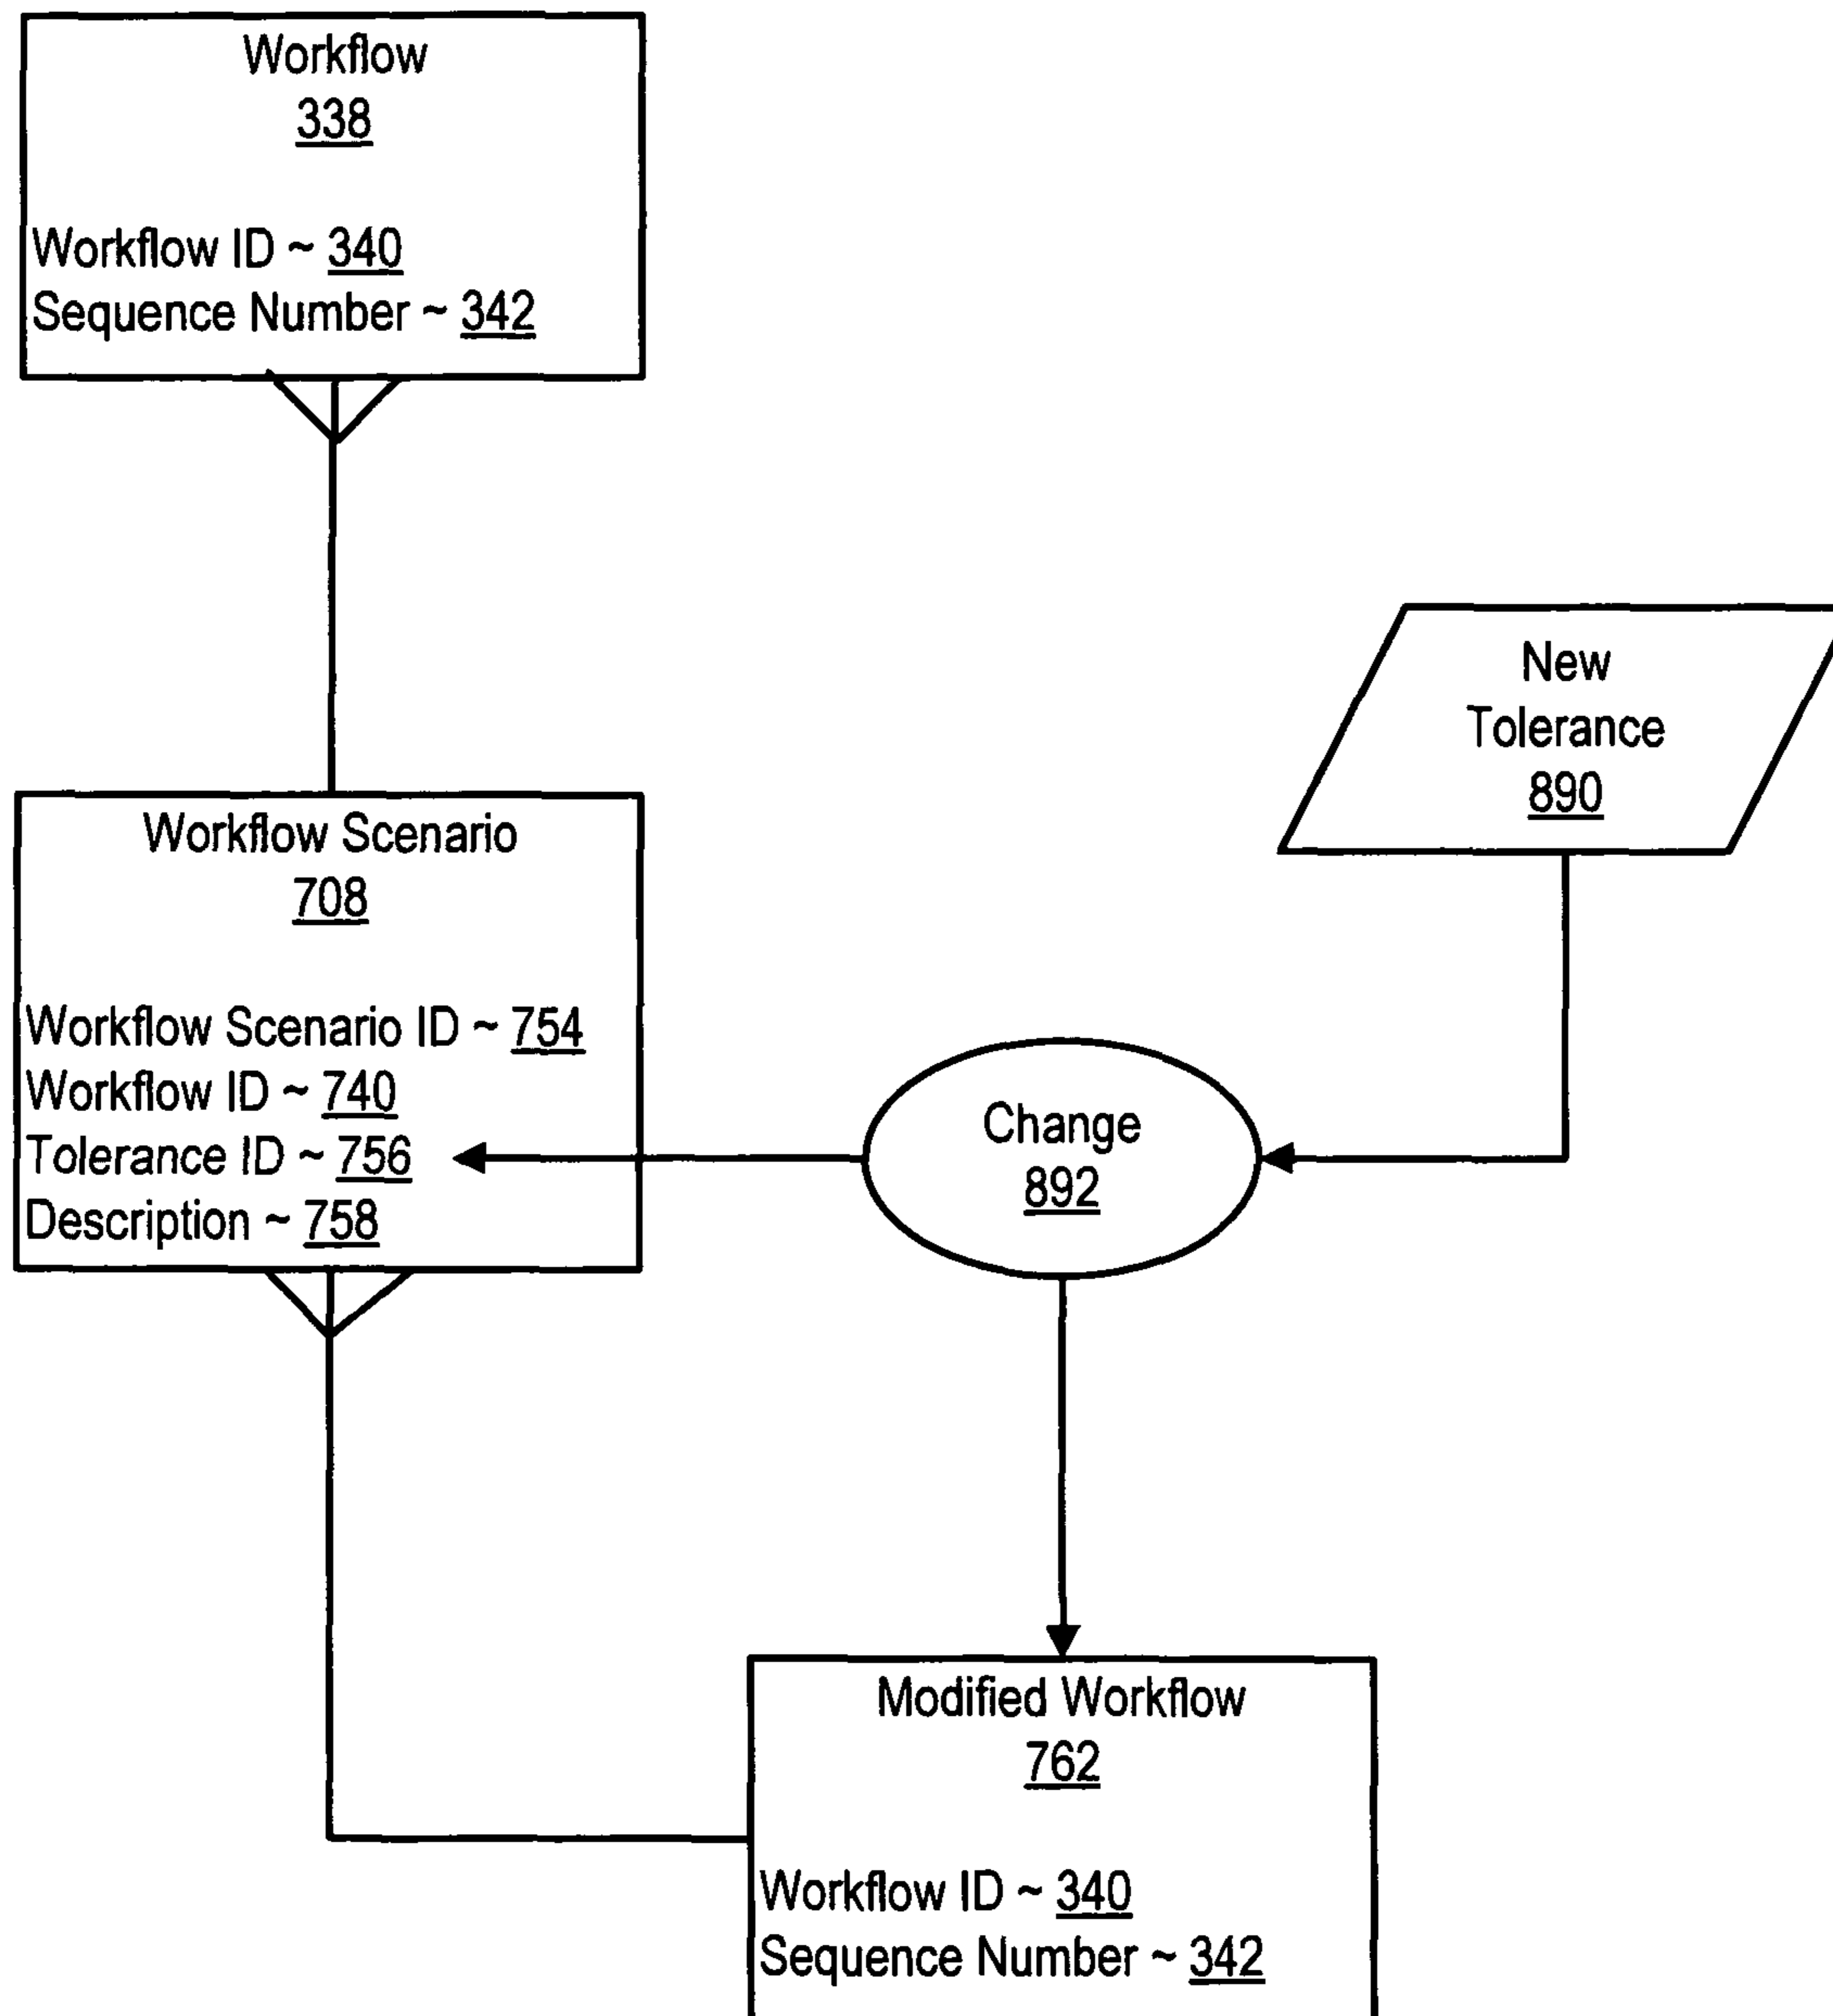 Workflow
338
Workflow ID ~ 340
Sequence Number ~ 342
New
Tolerance
890
Workflow Scenario
708
Workflow Scenario ID ~ 754
Workflow ID ~ 740
Tolerance ID ~ 756
Description ~ 758
Change
892
Modified Workflow
762
Workflow ID ~ 340
Sequence Number ~ 342